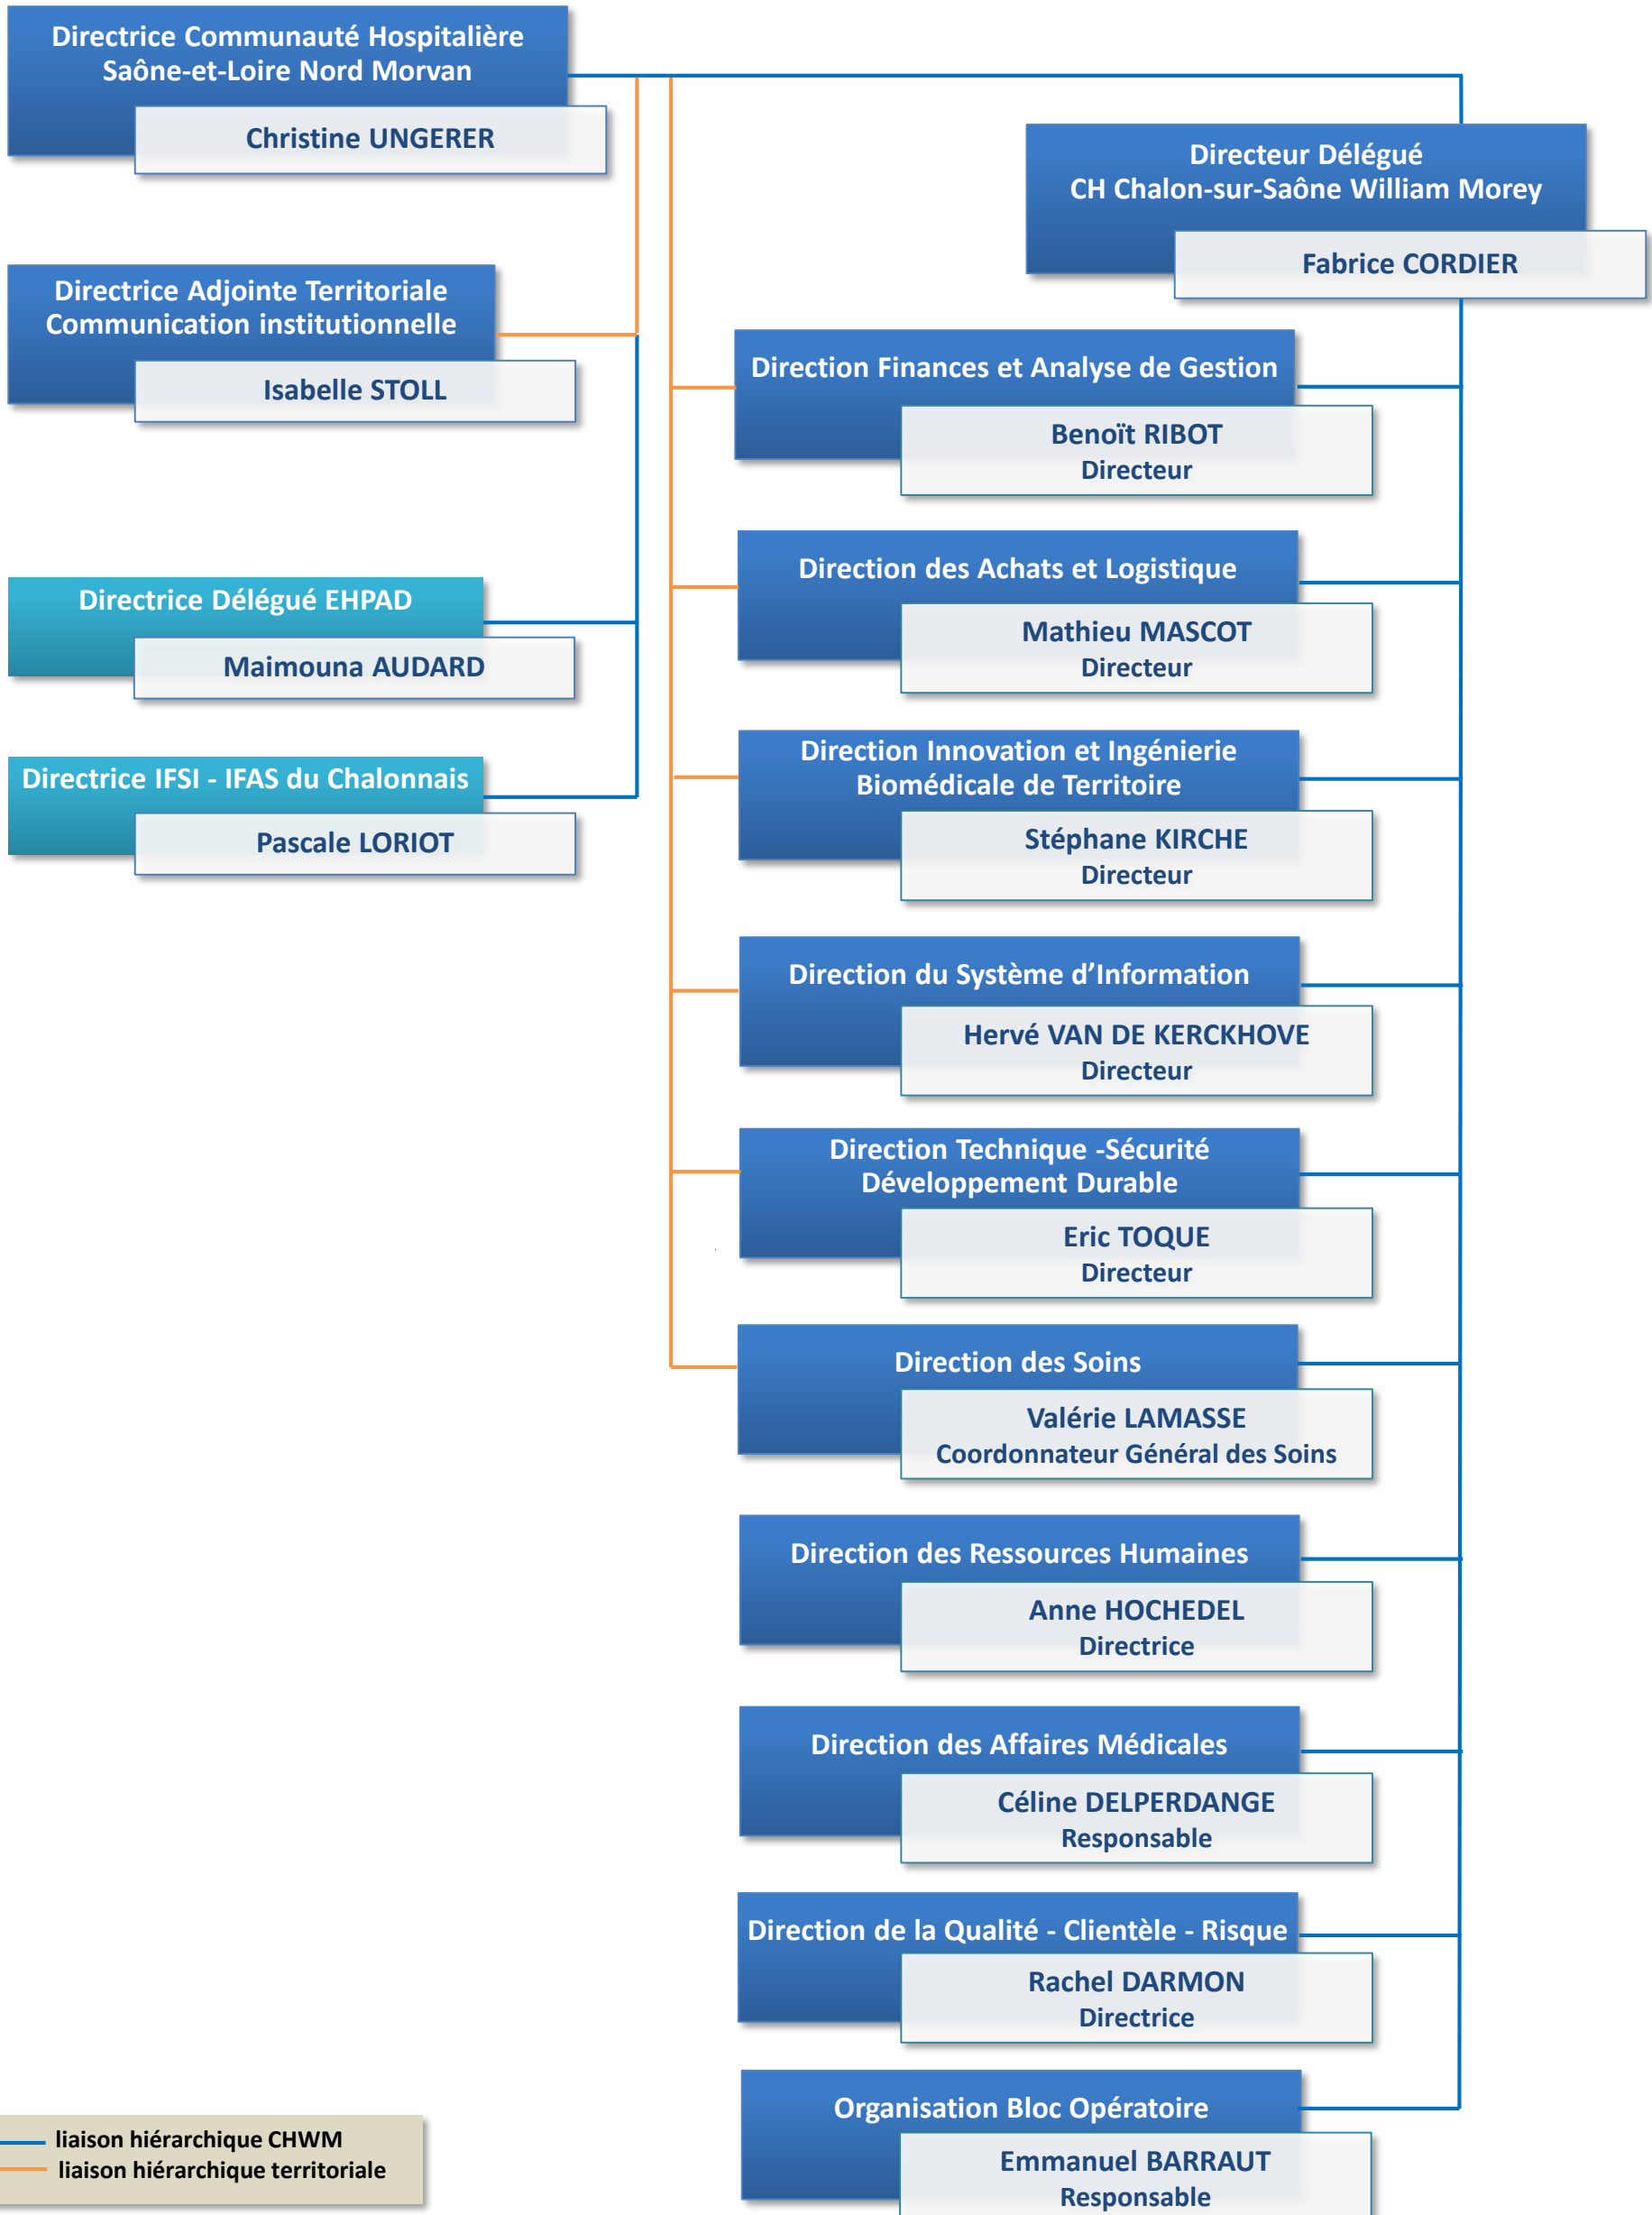 Directrice Communauté Hospitalière
Saône-et-Loire Nord Morvan
Christine UNGERER
Directeur Délégué
CH Chalon-sur-Saône William Morey
Fabrice CORDIER
Directrice Adjointe Territoriale
Communication institutionnelle
Isabelle STOLL
Directrice Délégué EHPAD
Maimouna AUDARD
Directrice IFSI - IFAS du Chalonnais
Pascale LORIOT
Direction Finances et Analyse de Gestion
Benoït RIBOT
Directeur
Direction des Achats et Logistique
Mathieu MASCOT
Directeur
Direction Innovation et Ingénierie
Biomédicale de Territoire
Stéphane KIRCHE
Directeur
Direction du Système d’Information
Hervé VAN DE KERCKHOVE
Directeur
Direction Technique -Sécurité
Développement Durable
Eric TOQUE
Directeur
Direction des Soins
Valérie LAMASSE
Coordonnateur Général des Soins
Direction des Ressources Humaines
Anne HOCHEDEL
Directrice
Direction des Affaires Médicales
Céline DELPERDANGE
Responsable
Direction de la Qualité - Clientèle - Risque
Rachel DARMON
Directrice
Organisation Bloc Opératoire
Emmanuel BARRAUT
Responsable
liaison hiérarchique CHWM
liaison hiérarchique territoriale